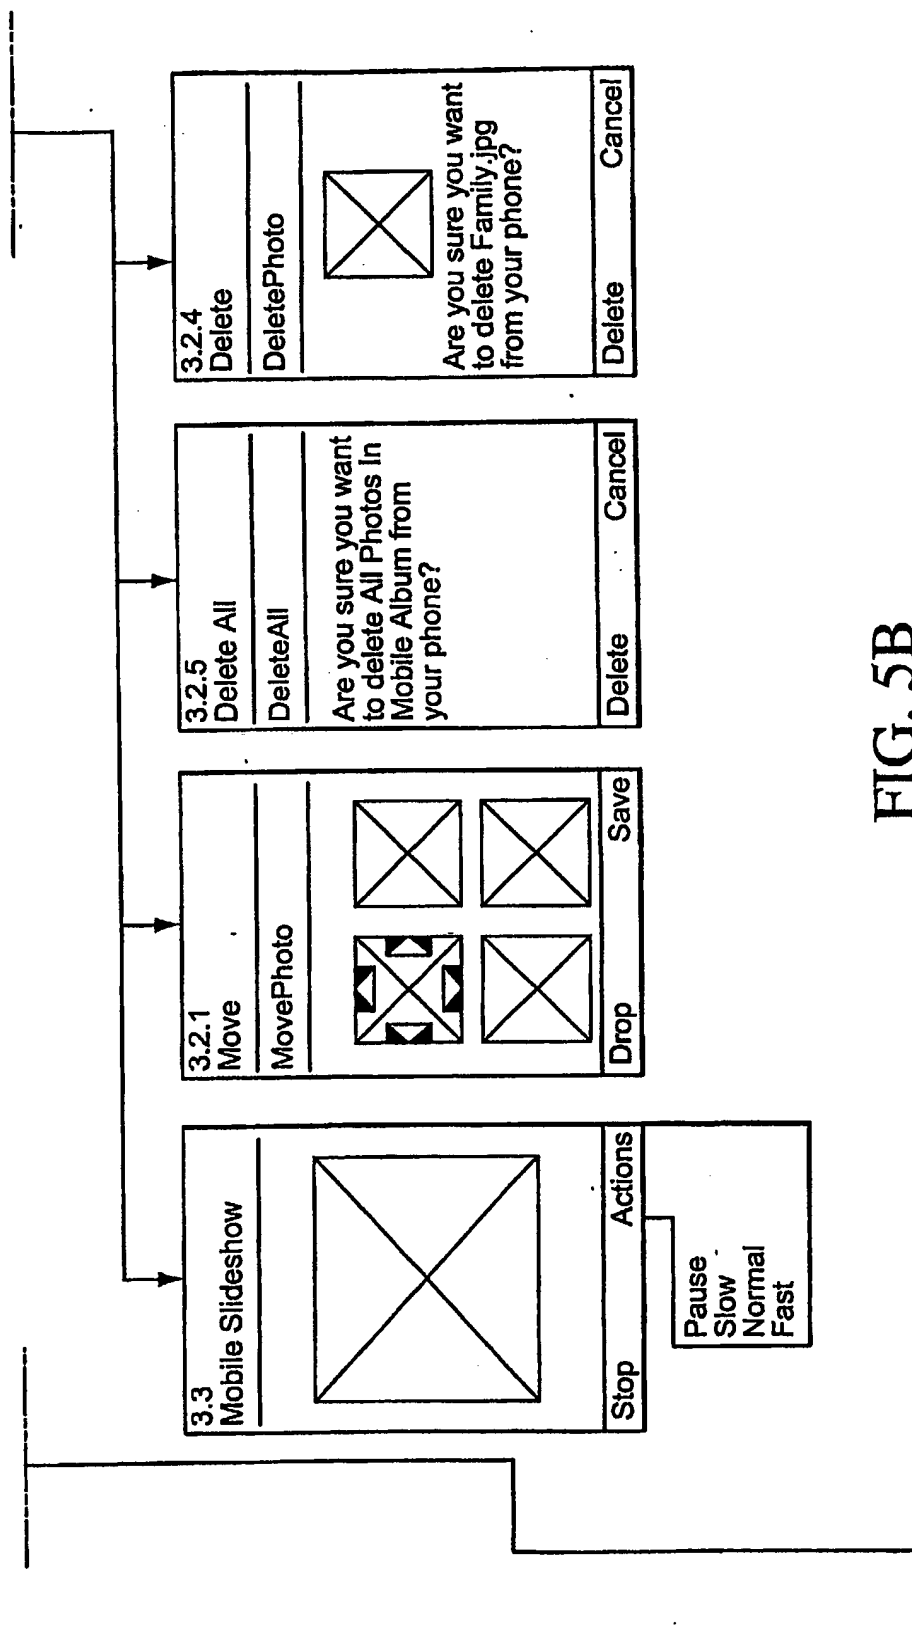 3.3
Mobile Slideshow
Stop Actions
Pause
Slow
Normal
Fast
3.2.1
Move
MovePhoto
Drop Save
3.2.5
Delete All
DeleteAll
Are you sure you want
to delete All Photos In
Mobile Album from
your phone?
Delete Cancel
3.2.4
Delete
DeletePhoto
Are you sure you want
to delete Family.jpg
from your phone?
Delete Cancel
FIG. 5B